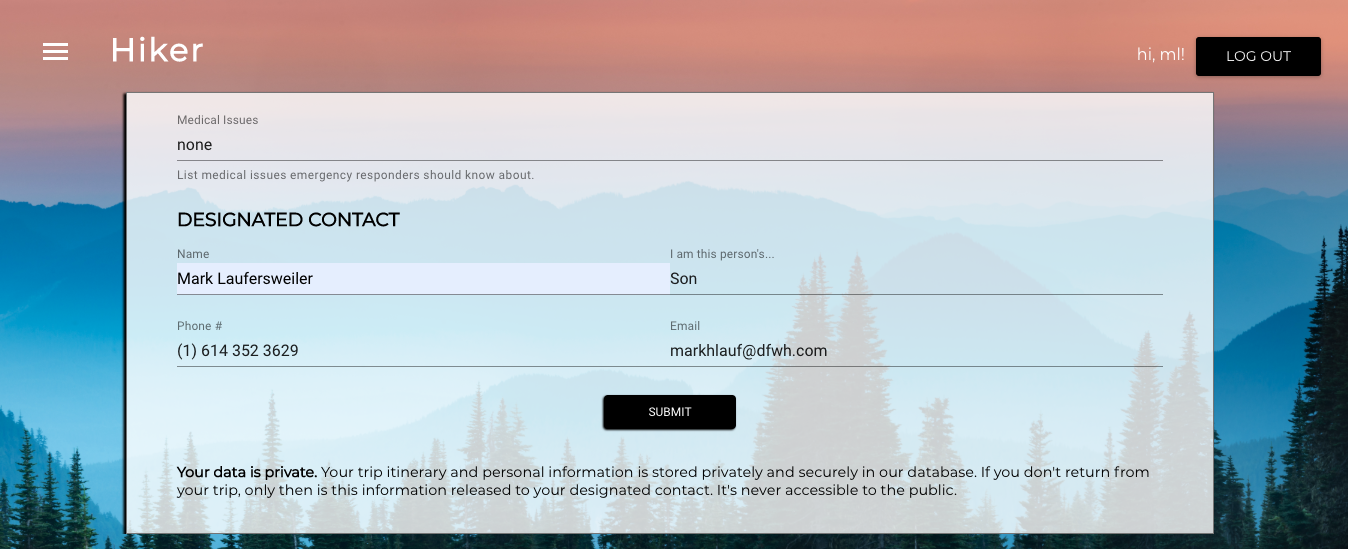 Hiker
hi, ml!
LOG OUT
Medical Issues
none
List medical issues emergency responders should know about.
DESIGNATED CONTACT
Name
I am this person's...
Mark Laufersweiler
Son
Phone #
Email
(1) 614 352 3629
markhlauf@dfwh.com
SUBMIT
Your data is private. Your trip itinerary and personal information is stored privately and securely in our database. If you don't return from
your trip, only then is this information released to your designated contact. It's never accessible to the public.